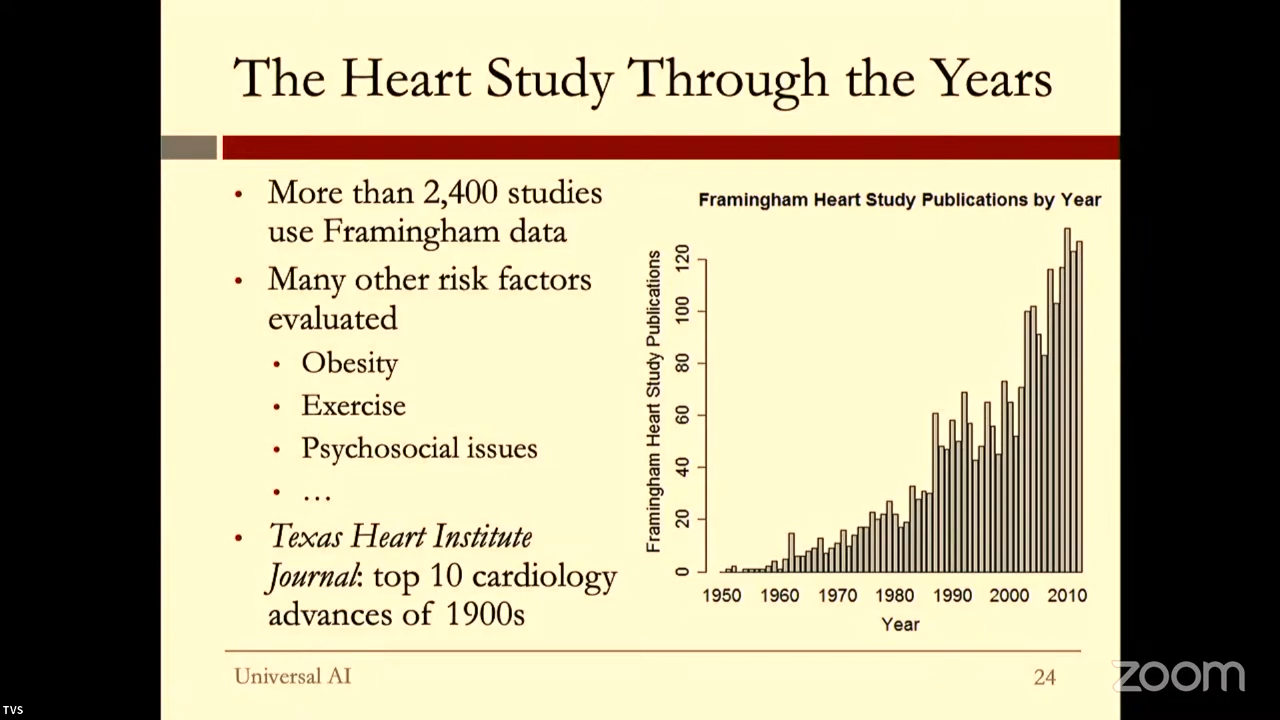 The Heart Study Through the Years
• More than 2,400 studies
use Framingham data
• Many other risk factors
evaluated
• Obesity
• Exercise
• Psychosocial issues
• …
• Texas Heart Institute
Journal: top 10 cardiology
advances of 1900s
Framingham Heart Study Publications by Year
Framingham Heart Study Publications
120
100
80
60
40
20
0
1950 1960 1970 1980 1990 2000 2010
Year
Universal AI
24
zoom
TVS